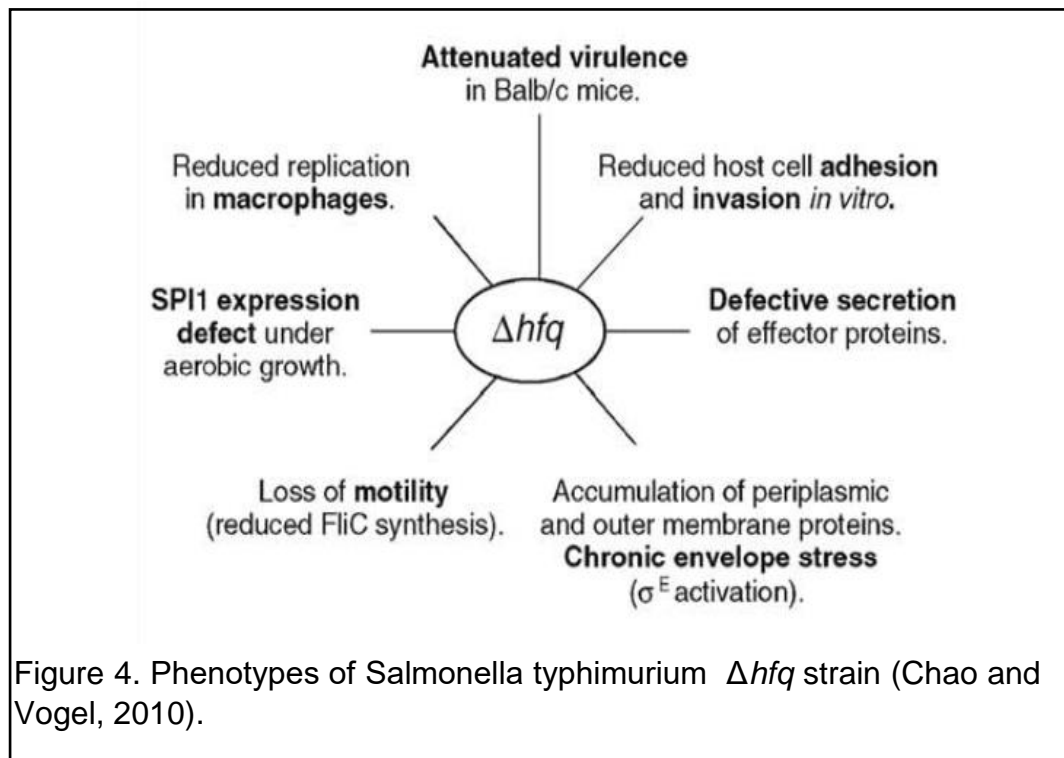 Attenuated virulence
in Balb/c mice.
Reduced replication
in macrophages.
Reduced host cell adhesion
and invasion in vitro.
SPI1 expression
defect under
aerobic growth.
Δhfq
Defective secretion
of effector proteins.
Loss of motility
(reduced FliC synthesis).
Accumulation of periplasmic
and outer membrane proteins.
Chronic envelope stress
(σE activation).
Figure 4. Phenotypes of Salmonella typhimurium Δhfq strain (Chao and
Vogel, 2010).